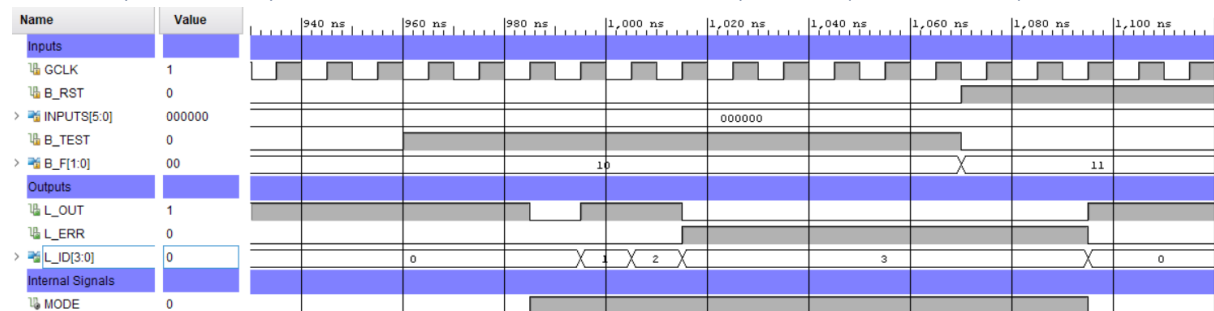 Name Value 940 ns 960 ns 980 ns 1,000 ns 1,020 ns 1,040 ns 1,060 ns 1,080 ns 1,100 ns
Inputs
GCLK 1
B_RST 0
> INPUTS[5:0] 000000 000000
B_TEST 0
> B_F[1:0] 00 10 11
Outputs
L_OUT 1
L_ERR 0
> L_ID[3:0] 0 0 1 2 3 0
Internal Signals
MODE 0